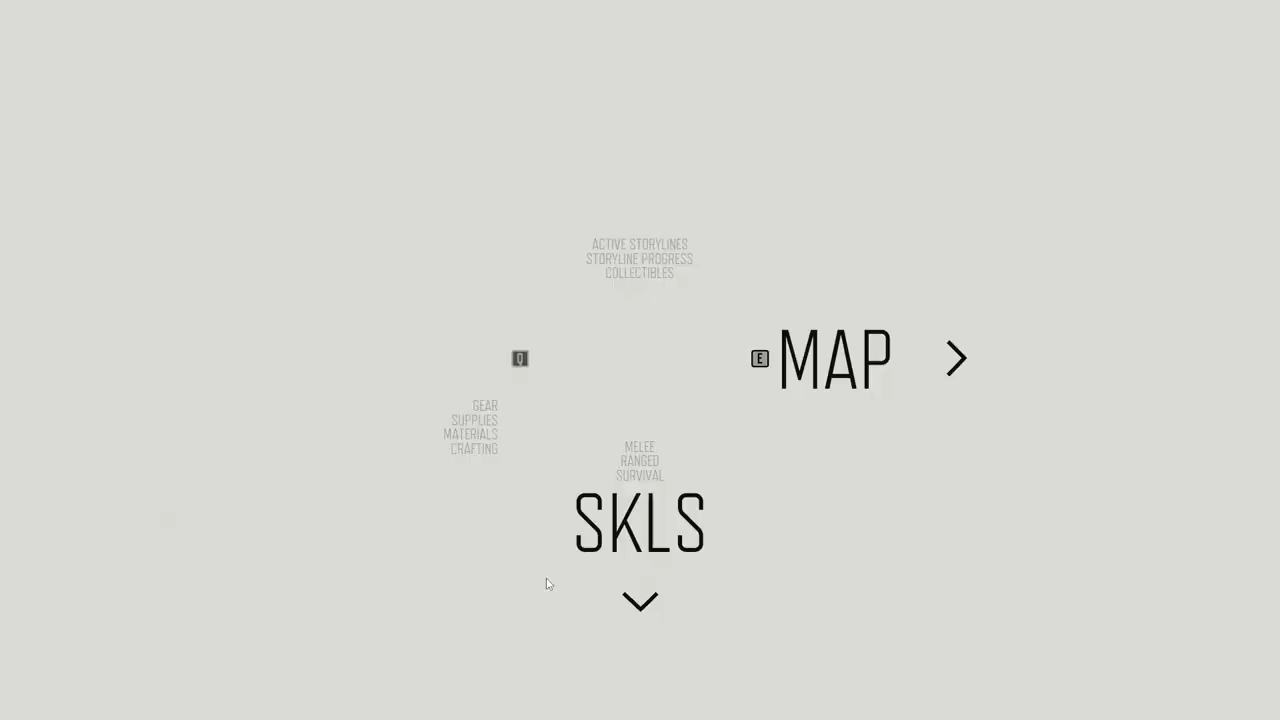 ACTIVE STORYLINES
STORYLINE PROGRESS
COLLECTIBLES
Q
E
MAP
GEAR
SUPPLIES
MATERIALS
CRAFTING
MELEE
RANGED
SURVIVAL
SKLS